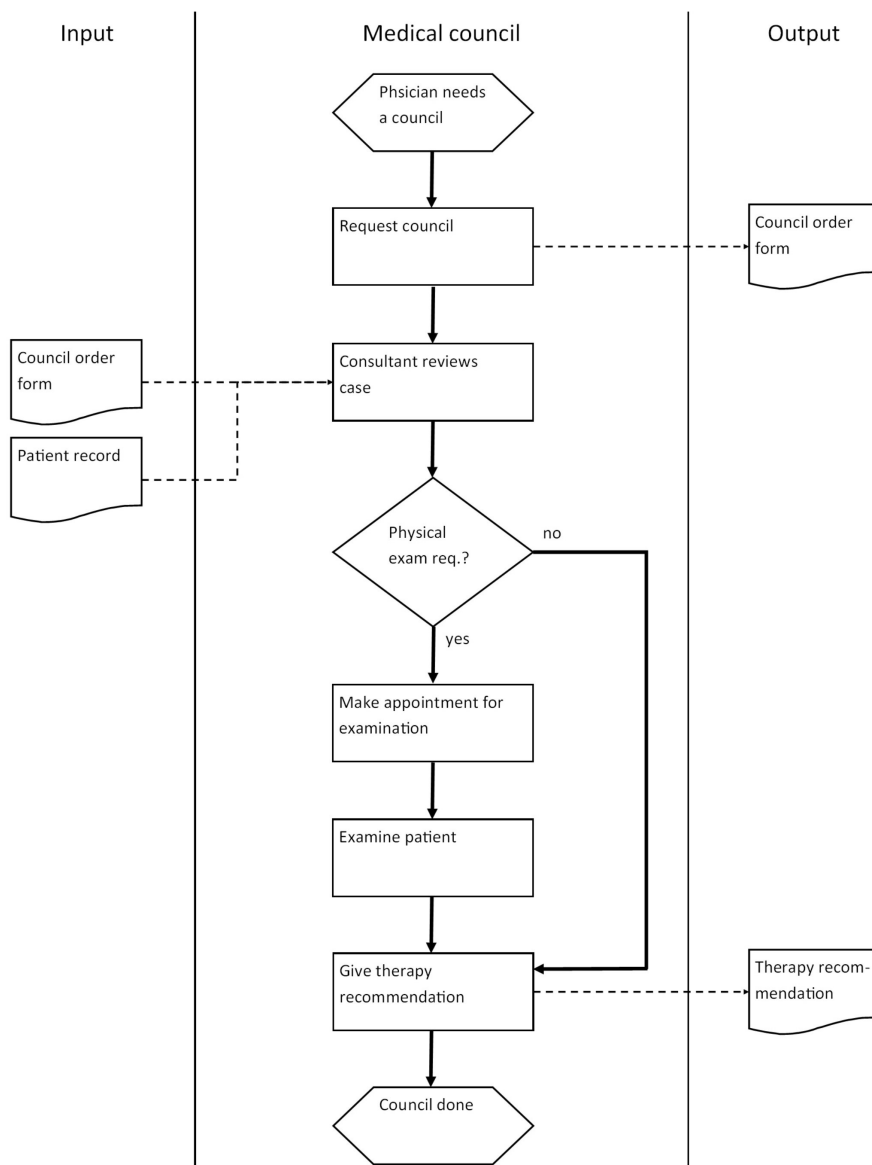 Input
Medical council
Output
Phsician needs
a council
Request council
Council order
form
Council order
form
Consultant reviews
case
Patient record
Physical
exam req.?
no
yes
Make appointment for
examination
Examine patient
Give therapy
recommendation
Therapy recom-
mendation
Council done